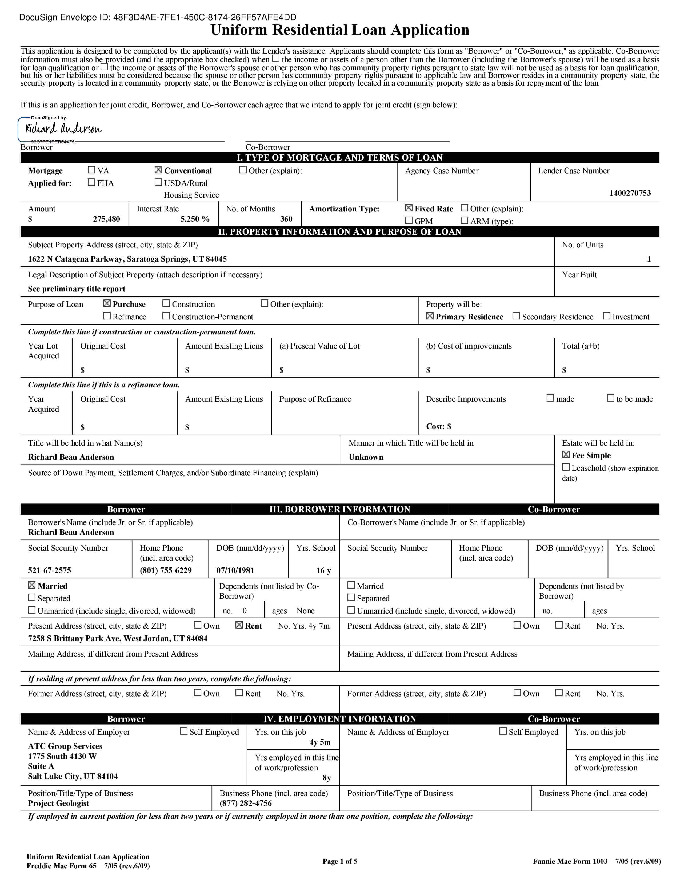 DocuSign Envelope ID: 48F3D4AE-7FE1-450C-8174-26FF57AFE4DD
Uniform Residential Loan Application
This application is designed to be completed by the applicant(s) with the Lender's assistance. Applicants should complete this form as "Borrower" or "Co-Borrower," as applicable. Co-Borrower
information must also be provided (and the appropriate box checked) when ☐ the income or assets of a person other than the Borrower (including the Borrower's spouse) will be used as a basis
for loan qualification or ☐ the income or assets of the Borrower's spouse or other person who has community property rights pursuant to state law will not be used as a basis for loan qualification,
but his or her liabilities must be considered because the spouse or other person has community property rights pursuant to applicable law and Borrower resides in a community property state, the
security property is located in a community property state, or the Borrower is relying on other property located in a community property state as a basis for repayment of the loan
If this is an application for joint credit, Borrower, and Co-Borrower each agree that we intend to apply for joint credit (sign below):
DocuSigned by
Richard Anderson
Borrower Co-Borrower
I. TYPE OF MORTGAGE AND TERMS OF LOAN
Mortgage ☐ VA ☒ Conventional ☐ Other (explain): Agency Case Number Lender Case Number
Applied for: ☐ FHA ☐ USDA/Rural
Housing Service 1400270753
Amount Interest Rate No. of Months Amortization Type: ☒ Fixed Rate ☐ Other (explain):
$ 275,480 5.250 % 360 ☐ GPM ☐ ARM (type):
II. PROPERTY INFORMATION AND PURPOSE OF LOAN
Subject Property Address (street, city, state & ZIP) No. of Units
1622 N Catagena Parkway, Saratoga Springs, UT 84045 1
Legal Description of Subject Property (attach description if necessary) Year Built
See preliminary title report
Purpose of Loan ☒ Purchase ☐ Construction ☐ Other (explain): Property will be:
☐ Refinance ☐ Construction-Permanent ☒ Primary Residence ☐ Secondary Residence ☐ Investment
Complete this line if construction or construction-permanent loan.
Year Lot Original Cost Amount Existing Liens (a) Present Value of Lot (b) Cost of improvements Total (a+b)
Acquired
$ $ $ $ $
Complete this line if this is a refinance loan.
Year Original Cost Amount Existing Liens Purpose of Refinance Describe Improvements ☐ made ☐ to be made
Acquired
$ $ Cost: $
Title will be held in what Name(s) Manner in which Title will be held in Estate will be held in:
Richard Beau Anderson Unknown ☒ Fee Simple
Source of Down Payment, Settlement Charges, and/or Subordinate Financing (explain) ☐ Leasehold (show expiration
date)
Borrower III. BORROWER INFORMATION Co-Borrower
Borrower's Name (include Jr. or Sr. if applicable) Co-Borrower's Name (include Jr. or Sr. if applicable)
Richard Beau Anderson
Social Security Number Home Phone DOB (mm/dd/yyyy) Yrs. School Social Security Number Home Phone DOB (mm/dd/yyyy) Yrs. School
(incl. area code) (incl. area code)
521-67-2575 (801) 755-6229 07/10/1981 16 y
☒ Married Dependents (not listed by Co- ☐ Married Dependents (not listed by
☐ Separated Borrower) ☐ Separated Borrower)
☐ Unmarried (include single, divorced, widowed) no. 0 ages None ☐ Unmarried (include single, divorced, widowed) no. ages
Present Address (street, city, state & ZIP) ☐ Own ☒ Rent No. Yrs. 4y 7m Present Address (street, city, state & ZIP) ☐ Own ☐ Rent No. Yrs.
7258 S Brittany Park Ave, West Jordan, UT 84084
Mailing Address, if different from Present Address Mailing Address, if different from Present Address
If residing at present address for less than two years, complete the following:
Former Address (street, city, state & ZIP) ☐ Own ☐ Rent No. Yrs. Former Address (street, city, state & ZIP) ☐ Own ☐ Rent No. Yrs.
Borrower IV. EMPLOYMENT INFORMATION Co-Borrower
Name & Address of Employer ☐ Self Employed Yrs. on this job Name & Address of Employer ☐ Self Employed Yrs. on this job
ATC Group Services 4y 5m
1775 South 4130 W Yrs employed in this line Yrs employed in this line
Suite A of work/profession of work/profession
Salt Lake City, UT 84104 8y
Position/Title/Type of Business Business Phone (incl. area code) Position/Title/Type of Business Business Phone (incl. area code)
Project Geologist (877) 282-4756
If employed in current position for less than two years or if currently employed in more than one position, complete the following:
Uniform Residential Loan Application
Freddie Mac Form 65 7/05 (rev.6/09) Page 1 of 5 Fannie Mae Form 1003 7/05 (rev.6/09)